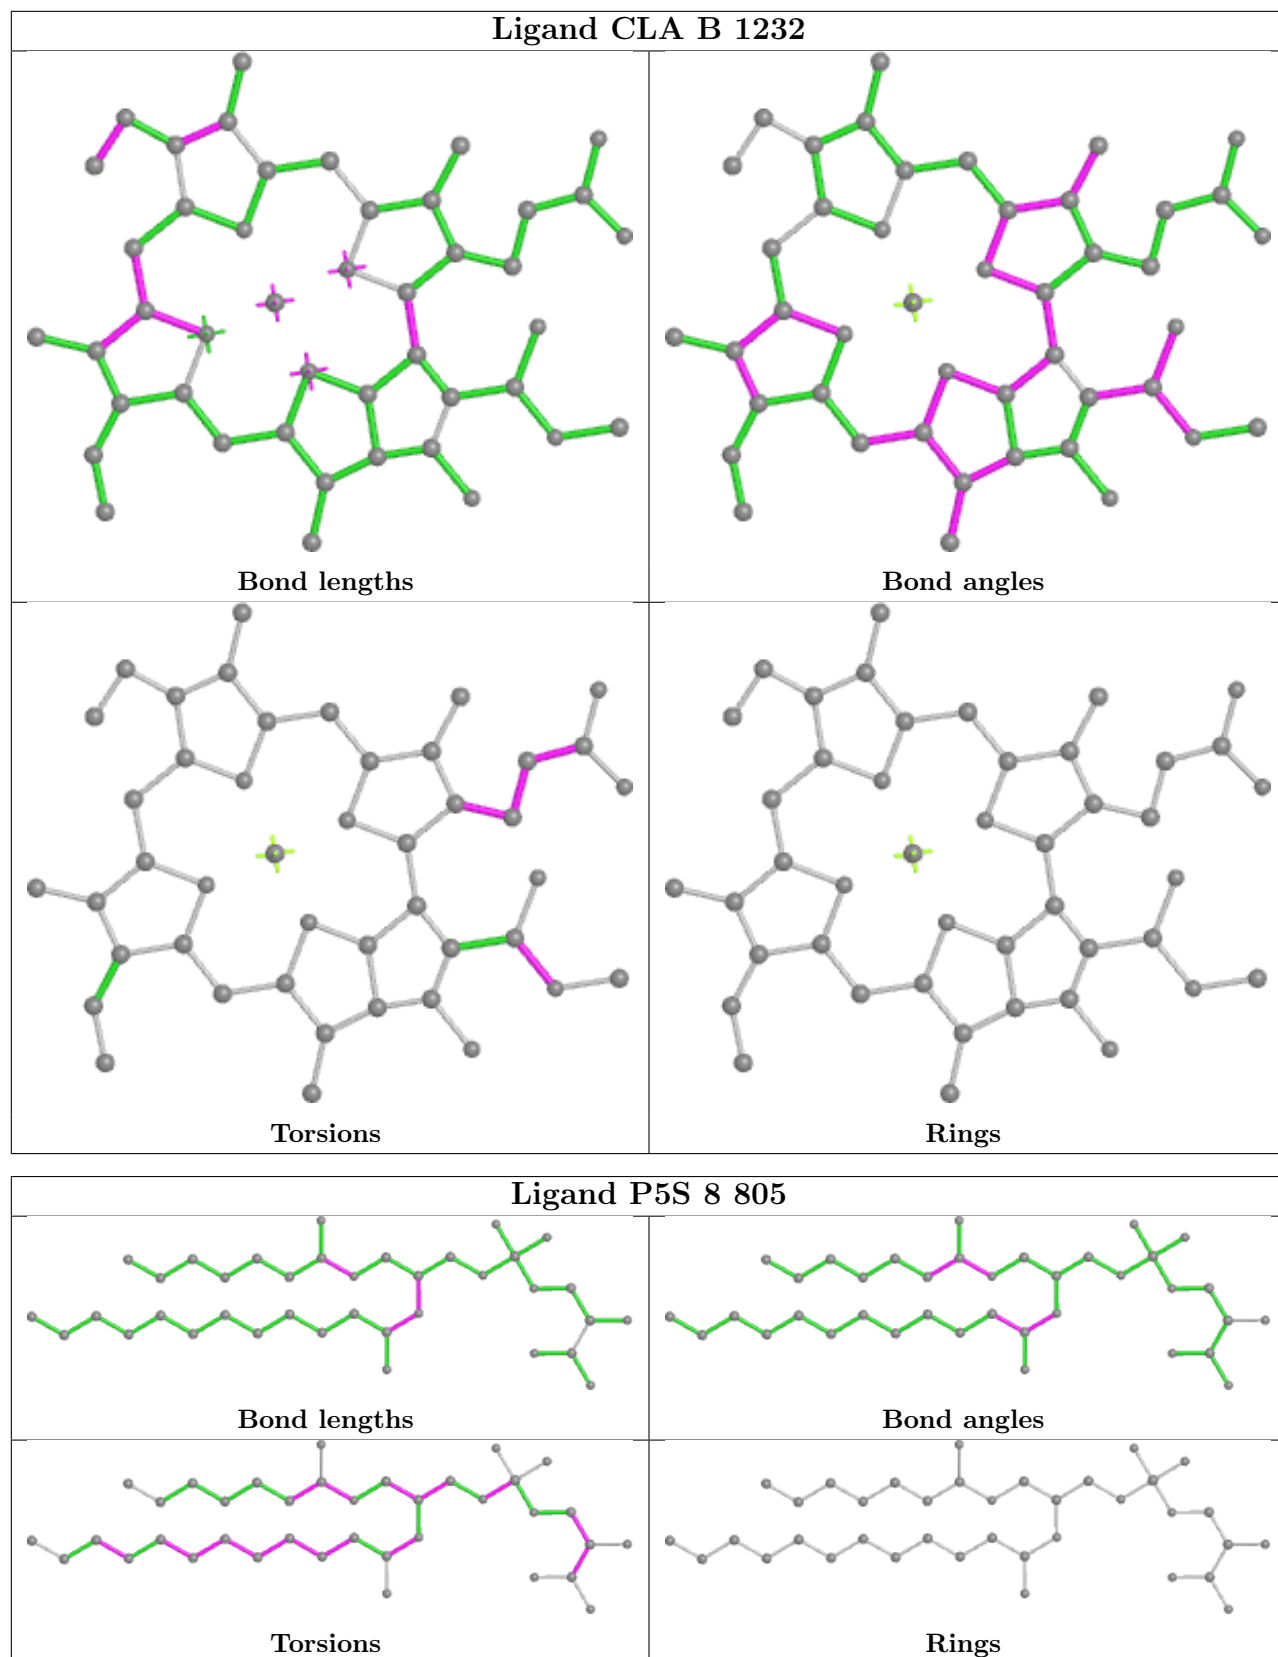 Ligand CLA B 1232
Bond lengths
Bond angles
Torsions
Rings
Ligand P5S 8 805
Bond lengths
Bond angles
Torsions
Rings